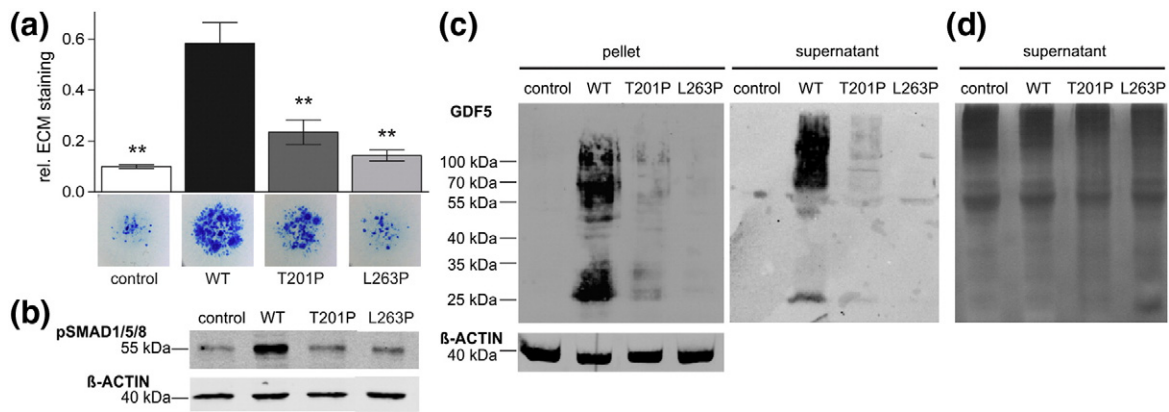 (a)
rel. ECM staining
0.6
0.4
0.2
0.0
**
**
**
control WT T201P L263P
(b)
control WT T201P L263P
pSMAD1/5/8
55 kDa
ß-ACTIN
40 kDa
(c)
pellet supernatant
control WT T201P L263P control WT T201P L263P
GDF5
100 kDa
70 kDa
55 kDa
40 kDa
35 kDa
25 kDa
ß-ACTIN
40 kDa
(d)
supernatant
control WT T201P L263P